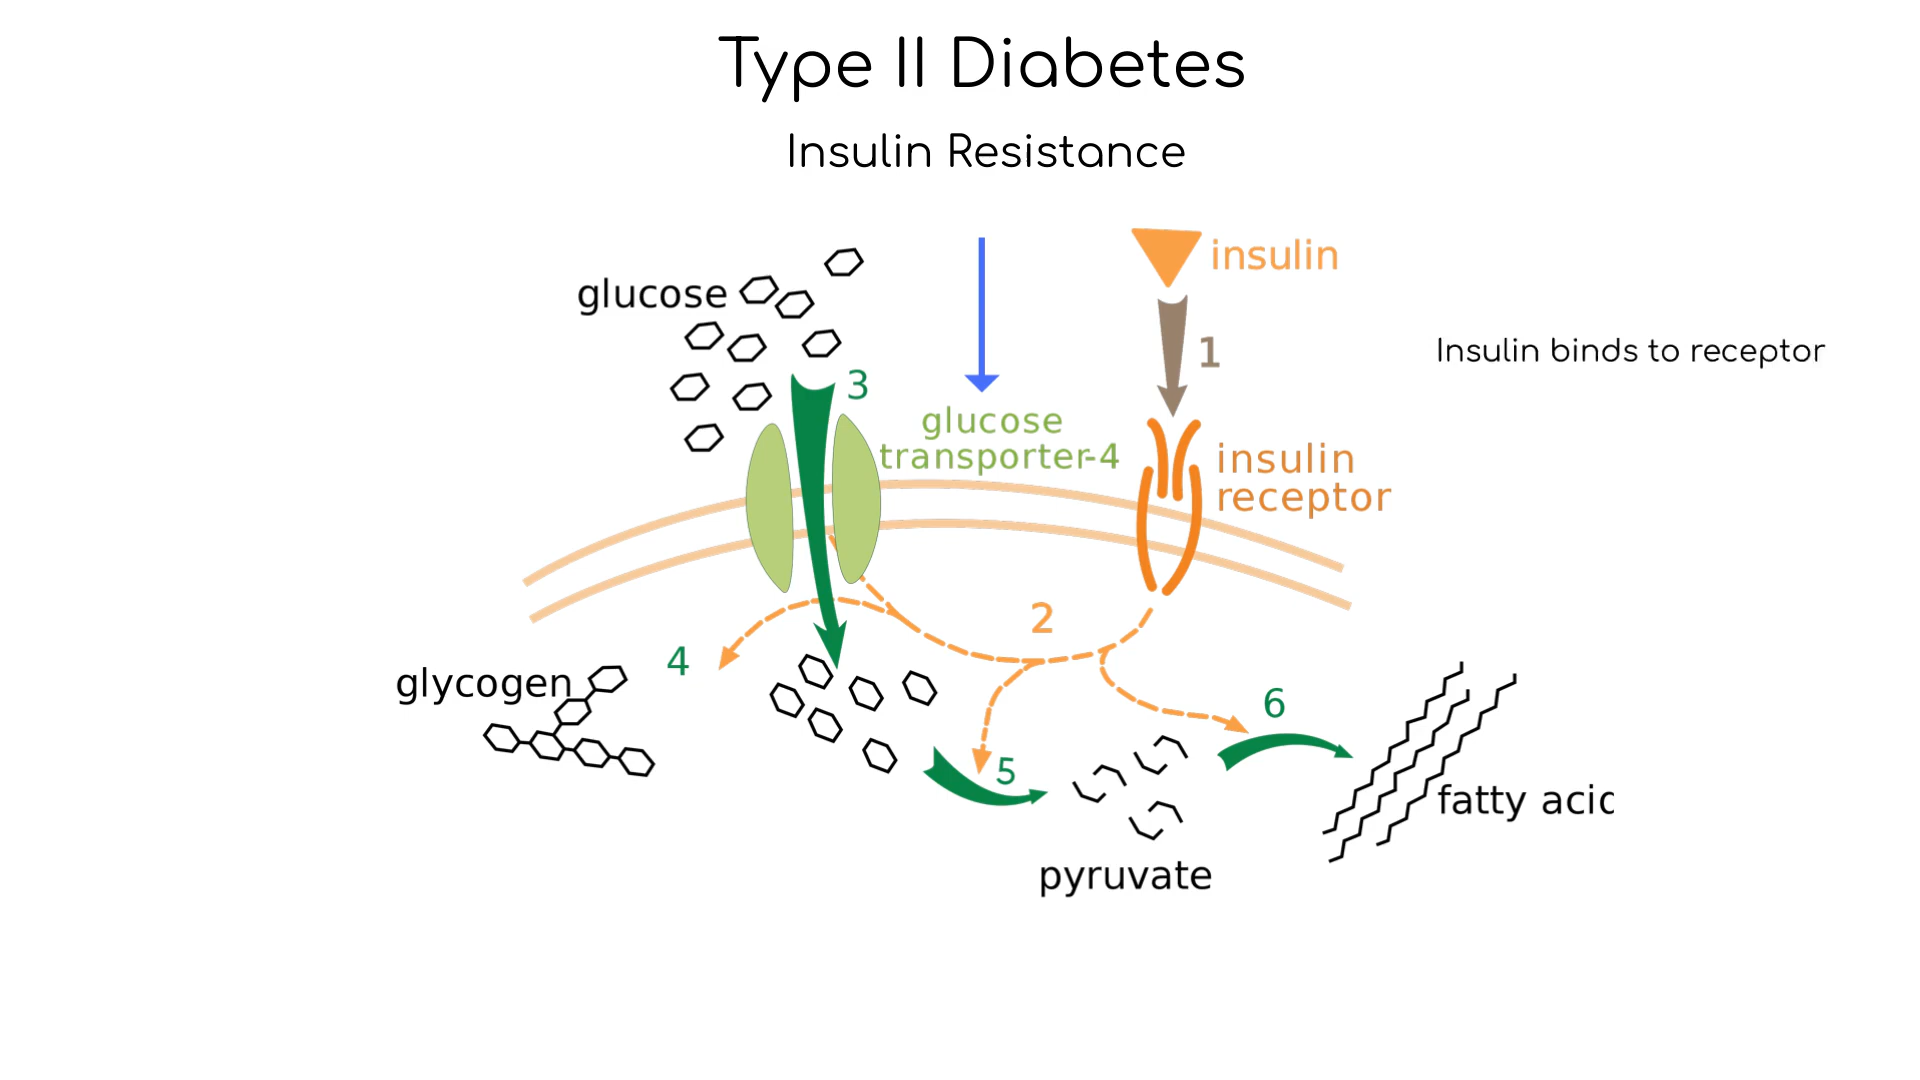 Type II Diabetes
Insulin Resistance
insulin
glucose
1
Insulin binds to receptor
3
glucose
transporter-4
insulin
receptor
2
4
glycogen
6
5
fatty acic
pyruvate